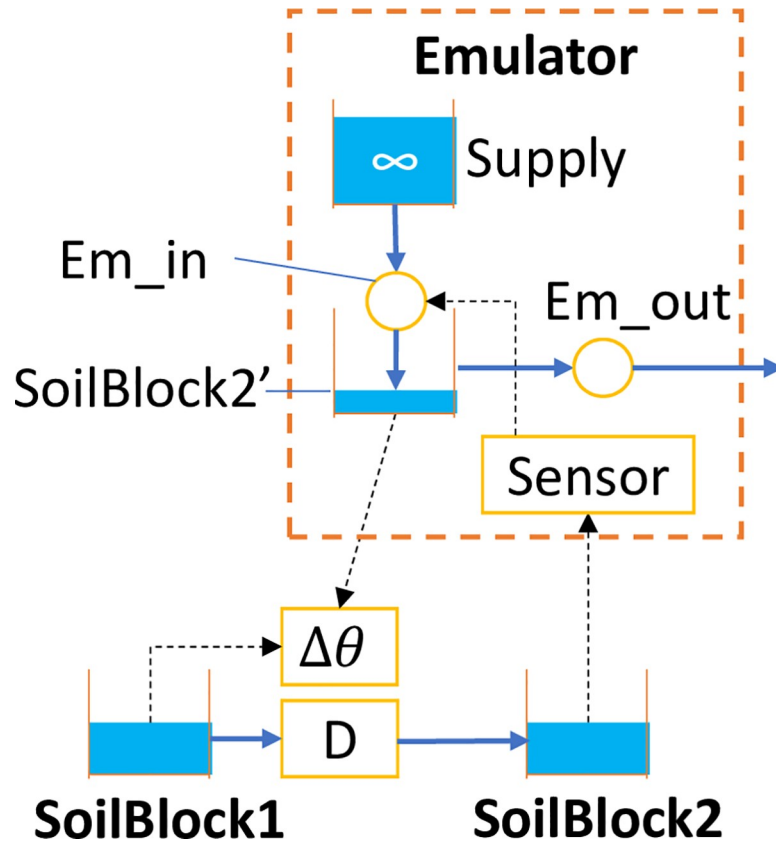 Emulator
∞
Supply
Em_in
Em_out
SoilBlock2’
Sensor
Δθ
D
SoilBlock1
SoilBlock2